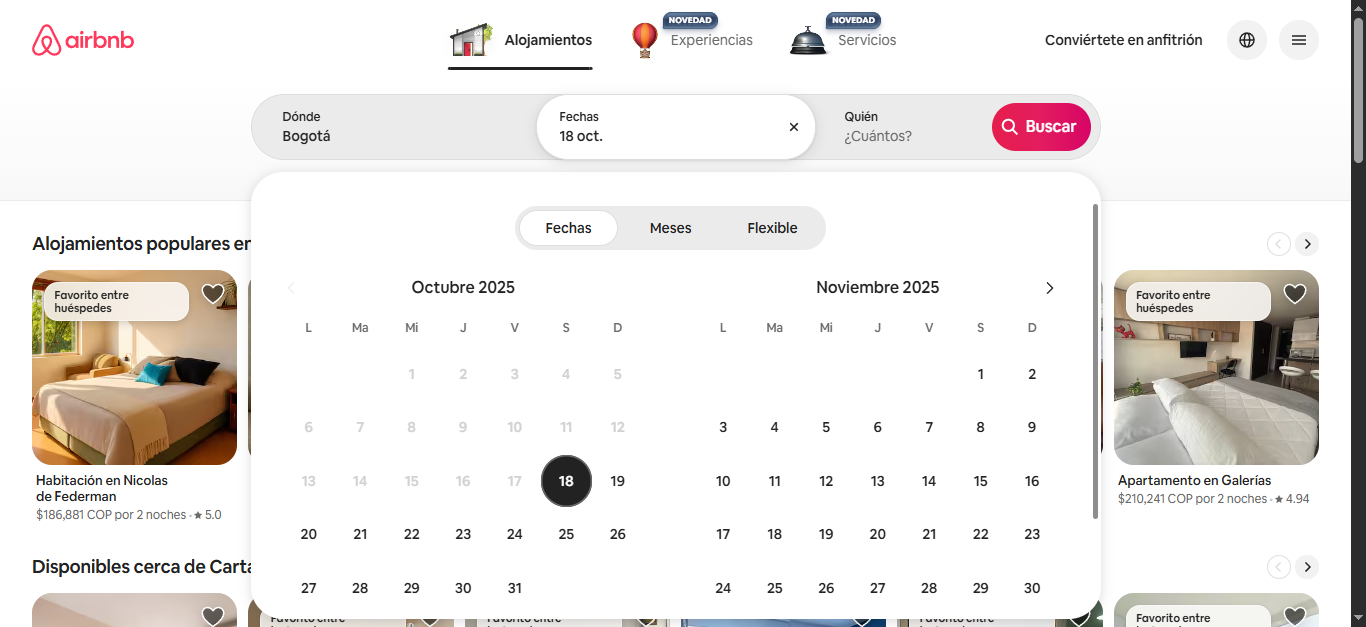 airbnb
Alojamientos
NOVEDAD
Experiencias
NOVEDAD
Servicios
Conviértete en anfitrión
Dónde
Bogotá
Fechas
18 oct.
Quién
¿Cuántos?
Buscar
Fechas
Meses
Flexible
Alojamientos populares en
Octubre 2025
L Ma Mi J V S D
1 2 3 4 5
6 7 8 9 10 11 12
13 14 15 16 17 18 19
20 21 22 23 24 25 26
27 28 29 30 31
Noviembre 2025
L Ma Mi J V S D
1 2
3 4 5 6 7 8 9
10 11 12 13 14 15 16
17 18 19 20 21 22 23
24 25 26 27 28 29 30
Favorito entre
huéspedes
Habitación en Nicolas
de Federman
$186,881 COP por 2 noches · ★ 5.0
Favorito entre
huéspedes
Apartamento en Galerías
$210,241 COP por 2 noches · ★ 4.94
Disponibles cerca de Carta
Favorito entre
Favorito entre
Favorito entre
Favorito entre